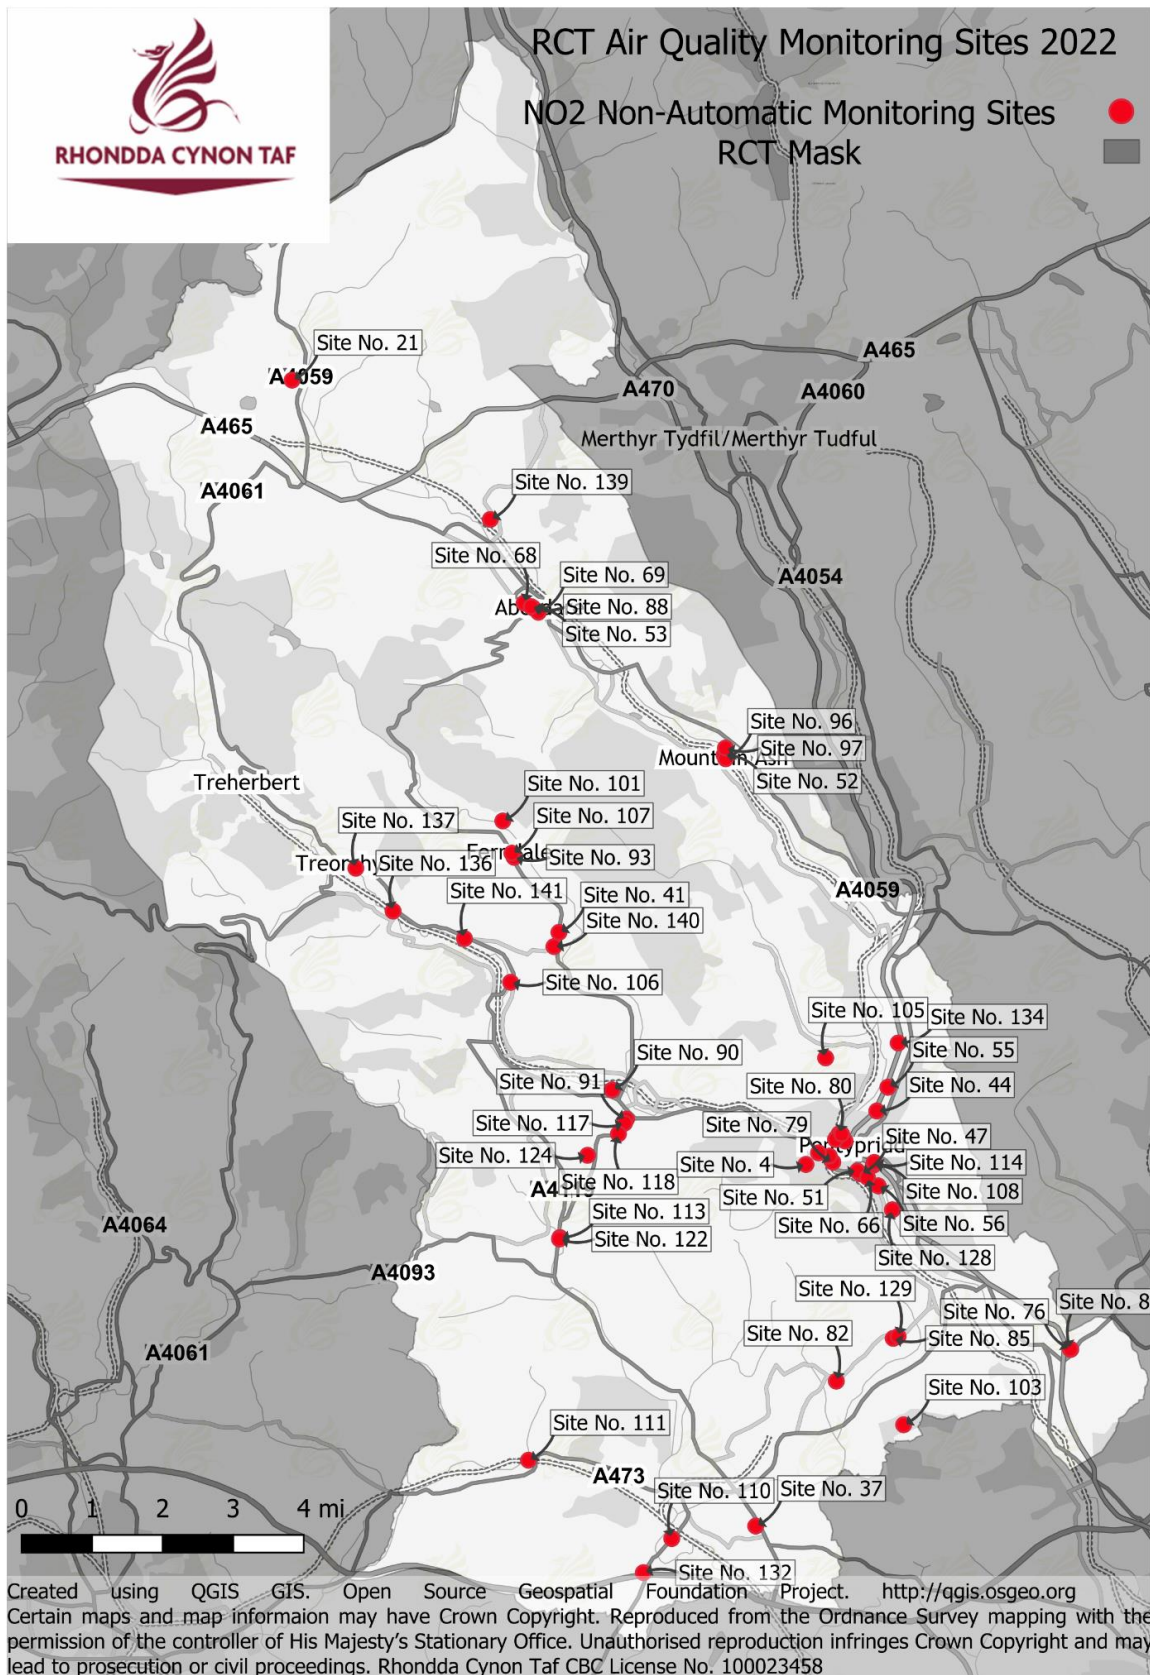 RHONDDA CYNON TAF
RCT Air Quality Monitoring Sites 2022
NO2 Non-Automatic Monitoring Sites
RCT Mask
Site No. 21
A4059
A465
A465
A470
A4060
Merthyr Tydfil/Merthyr Tudful
A4061
Site No. 139
Site No. 68
Site No. 69
A4054
Site No. 88
Site No. 53
Site No. 96
Site No. 97
Mountain Ash
Site No. 52
Treherbert
Site No. 101
Site No. 107
Site No. 137
Site No. 93
Site No. 136
Site No. 141
Site No. 41
A4059
Site No. 140
Site No. 106
Site No. 105
Site No. 134
Site No. 90
Site No. 55
Site No. 91
Site No. 80
Site No. 44
Site No. 117
Site No. 79
Site No. 47
Site No. 124
Site No. 4
Site No. 114
Site No. 118
Site No. 51
Site No. 108
Site No. 113
Site No. 66
Site No. 56
A4064
Site No. 122
Site No. 128
A4093
Site No. 129
Site No. 76
Site No. 8
Site No. 82
Site No. 85
A4061
Site No. 103
Site No. 111
A473
Site No. 110
Site No. 37
0 1 2 3 4 mi
Site No. 132
Created using QGIS GIS. Open Source Geospatial Foundation Project. http://qgis.osgeo.org
Certain maps and map informaion may have Crown Copyright. Reproduced from the Ordnance Survey mapping with the
permission of the controller of His Majesty's Stationary Office. Unauthorised reproduction infringes Crown Copyright and may
lead to prosecution or civil proceedings. Rhondda Cynon Taf CBC License No. 100023458